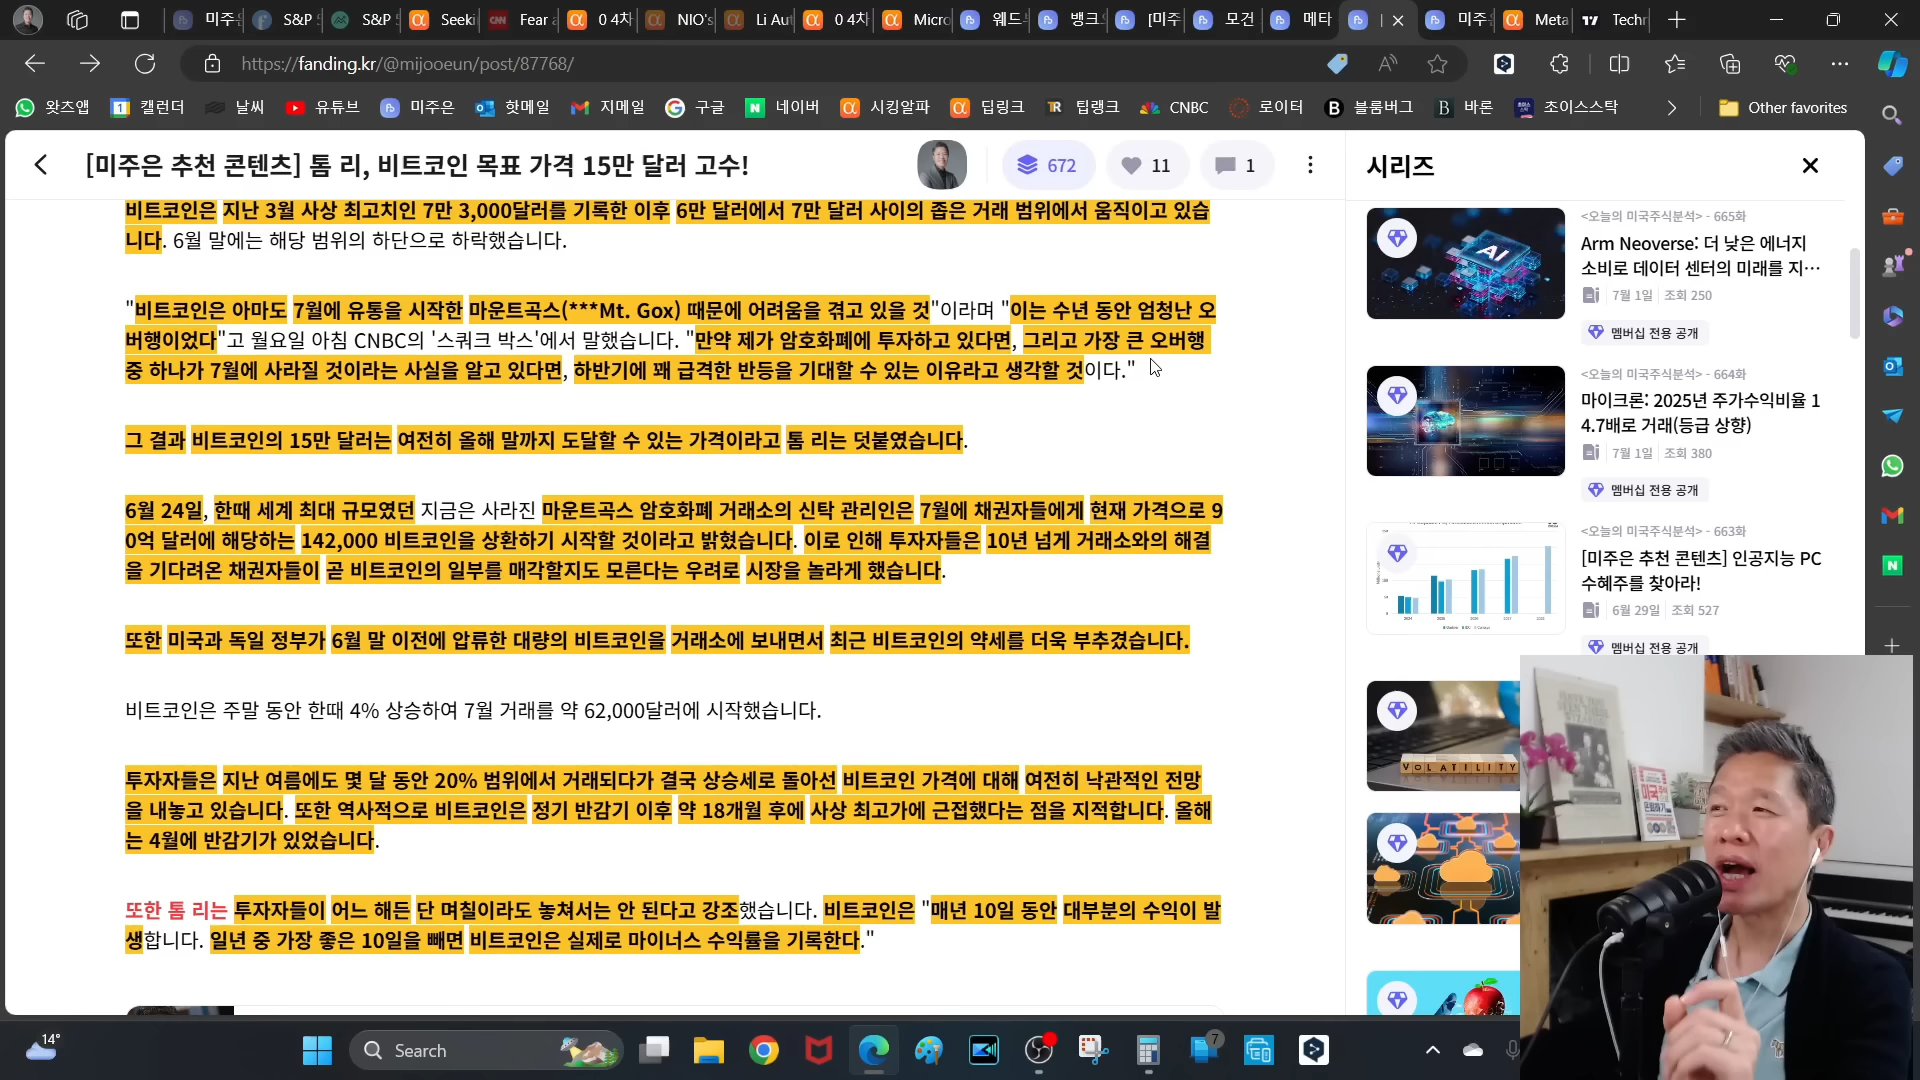 미주은
S&P
S&P
Seeki
CNN
Fear a
0 4차
NIO's
Li Aut
0 4차
Micro
웨드
뱅크
[미주
모건
메타
미주은
Meta
Techn
https://fanding.kr/@mijooeun/post/87768/
왓츠앱
캘린더
날씨
유튜브
미주은
핫메일
지메일
구글
네이버
시킹알파
딥링크
팁랭크
CNBC
로이터
블룸버그
바론
초이스스탁
Other favorites
[미주은 추천 콘텐츠] 톰 리, 비트코인 목표 가격 15만 달러 고수!
672
11
1
시리즈
비트코인은 지난 3월 사상 최고치인 7만 3,000달러를 기록한 이후 6만 달러에서 7만 달러 사이의 좁은 거래 범위에서 움직이고 있습
니다. 6월 말에는 해당 범위의 하단으로 하락했습니다.
"비트코인은 아마도 7월에 유통을 시작한 마운트곡스(***Mt. Gox) 때문에 어려움을 겪고 있을 것"이라며 "이는 수년 동안 엄청난 오
버행이었다"고 월요일 아침 CNBC의 '스쿼크 박스'에서 말했습니다. "만약 제가 암호화폐에 투자하고 있다면, 그리고 가장 큰 오버행
중 하나가 7월에 사라질 것이라는 사실을 알고 있다면, 하반기에 꽤 급격한 반등을 기대할 수 있는 이유라고 생각할 것이다."
그 결과 비트코인의 15만 달러는 여전히 올해 말까지 도달할 수 있는 가격이라고 톰 리는 덧붙였습니다.
6월 24일, 한때 세계 최대 규모였던 지금은 사라진 마운트곡스 암호화폐 거래소의 신탁 관리인은 7월에 채권자들에게 현재 가격으로 9
0억 달러에 해당하는 142,000 비트코인을 상환하기 시작할 것이라고 밝혔습니다. 이로 인해 투자자들은 10년 넘게 거래소와의 해결
을 기다려온 채권자들이 곧 비트코인의 일부를 매각할지도 모른다는 우려로 시장을 놀라게 했습니다.
또한 미국과 독일 정부가 6월 말 이전에 압류한 대량의 비트코인을 거래소에 보내면서 최근 비트코인의 약세를 더욱 부추겼습니다.
비트코인은 주말 동안 한때 4% 상승하여 7월 거래를 약 62,000달러에 시작했습니다.
투자자들은 지난 여름에도 몇 달 동안 20% 범위에서 거래되다가 결국 상승세로 돌아선 비트코인 가격에 대해 여전히 낙관적인 전망
을 내놓고 있습니다. 또한 역사적으로 비트코인은 정기 반감기 이후 약 18개월 후에 사상 최고가에 근접했다는 점을 지적합니다. 올해
는 4월에 반감기가 있었습니다.
또한 톰 리는 투자자들이 어느 해든 단 며칠이라도 놓쳐서는 안 된다고 강조했습니다. 비트코인은 "매년 10일 동안 대부분의 수익이 발
생합니다. 일년 중 가장 좋은 10일을 빼면 비트코인은 실제로 마이너스 수익률을 기록한다."
AI
<오늘의 미국주식분석> - 665화
Arm Neoverse: 더 낮은 에너지
소비로 데이터 센터의 미래를 지…
7월 1일
조회 250
멤버십 전용 공개
<오늘의 미국주식분석> - 664화
마이크론: 2025년 주가수익비율 1
4.7배로 거래(등급 상향)
7월 1일
조회 380
멤버십 전용 공개
<오늘의 미국주식분석> - 663화
[미주은 추천 콘텐츠] 인공지능 PC
수혜주를 찾아라!
6월 29일
조회 527
멤버십 전용 공개
VOLATILITY
14°
Search
7